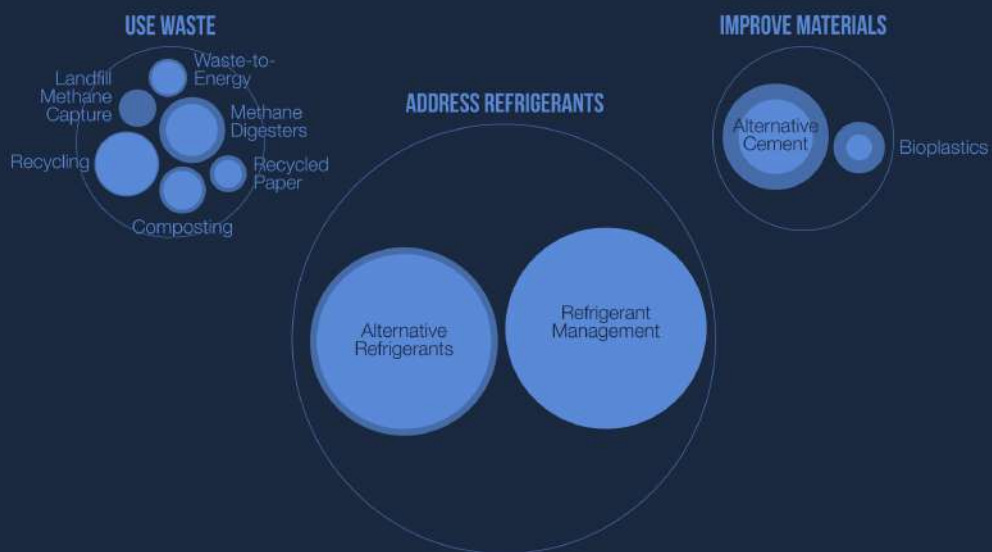 USE WASTE
Waste-to-
Energy
Landfill
Methane
Capture
Methane
Digesters
Recycling
Recycled
Paper
Composting
ADDRESS REFRIGERANTS
Alternative
Refrigerants
Refrigerant
Management
IMPROVE MATERIALS
Alternative
Cement
Bioplastics